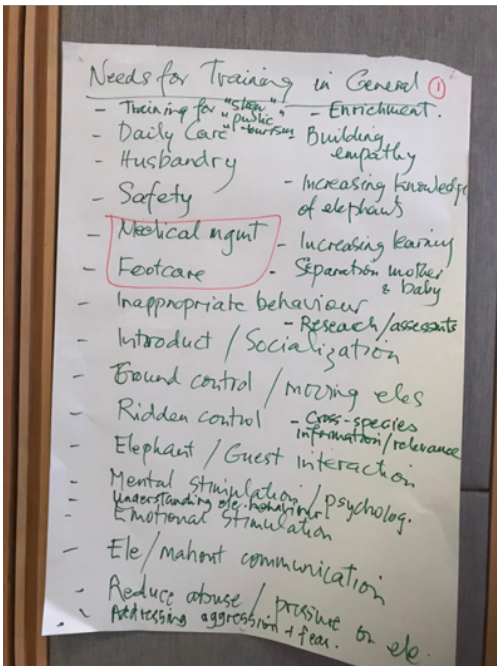 Needs for Training in General ①
- Training for "show" "public" tourism
- Daily Care
- Husbandry
- Safety
- Medical mgmt
- Footcare
- Enrichment.
Building empathy
- Increasing knowledge of elephants
- Increasing learning
- Separation mother & baby
- Inappropriate behaviour
- Reseach/assessnts
- Introduct / Socialization
- Ground control / moving eles
- Ridden control
- Cross-species information/relevance
- Elephant / Guest Interaction
- Mental Stimulation / psycholog.
- understanding ele. behaviour
- Emotional Stimulation
- Ele/mahout communication
- Reduce abuse / pressure on ele.
- Addressing aggression + fear.